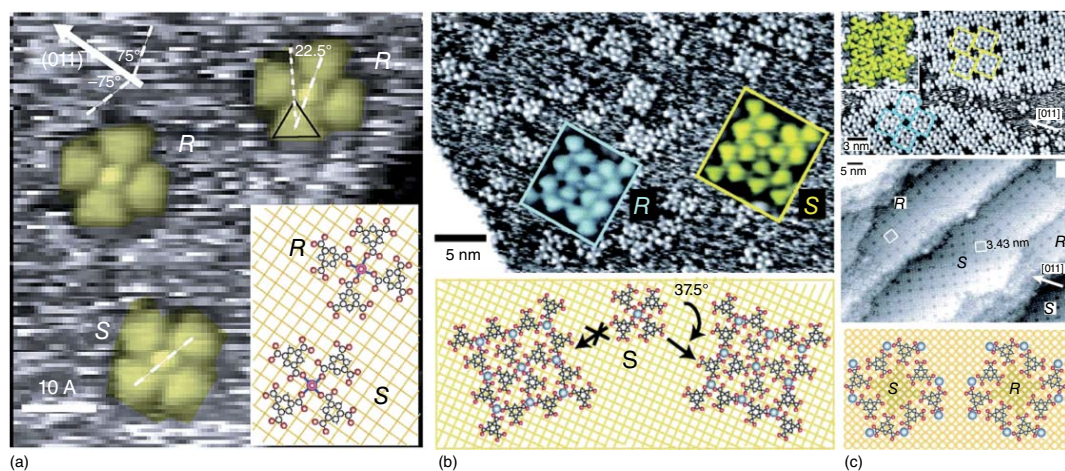 (011)
75°
–75°
22.5°
R
R
S
10 A
R
S
(a)
R
S
5 nm
37.5°
S
(b)
3 nm
[011]
5 nm
R
3.43 nm
S
R
[011]
S
S
R
(c)